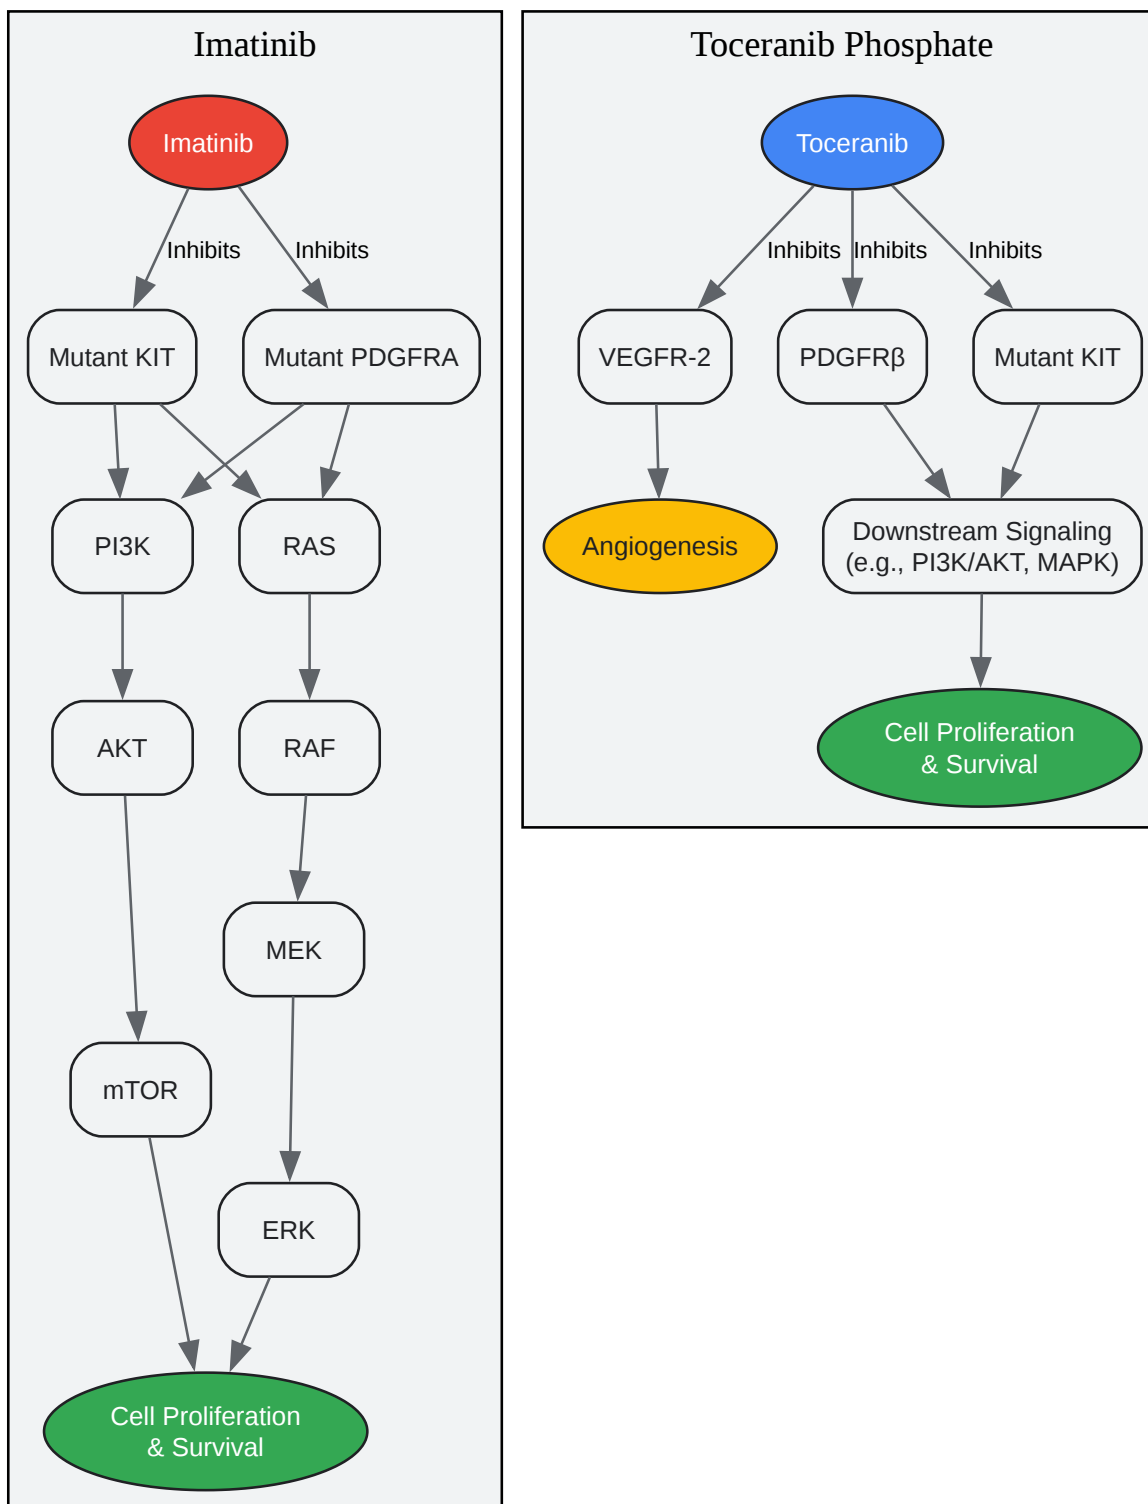 Imatinib
Imatinib
Inhibits
Inhibits
Mutant KIT
Mutant PDGFRA
PI3K
RAS
AKT
RAF
MEK
mTOR
ERK
Cell Proliferation
& Survival
Toceranib Phosphate
Toceranib
Inhibits
Inhibits
Inhibits
VEGFR-2
PDGFRβ
Mutant KIT
Angiogenesis
Downstream Signaling
(e.g., PI3K/AKT, MAPK)
Cell Proliferation
& Survival